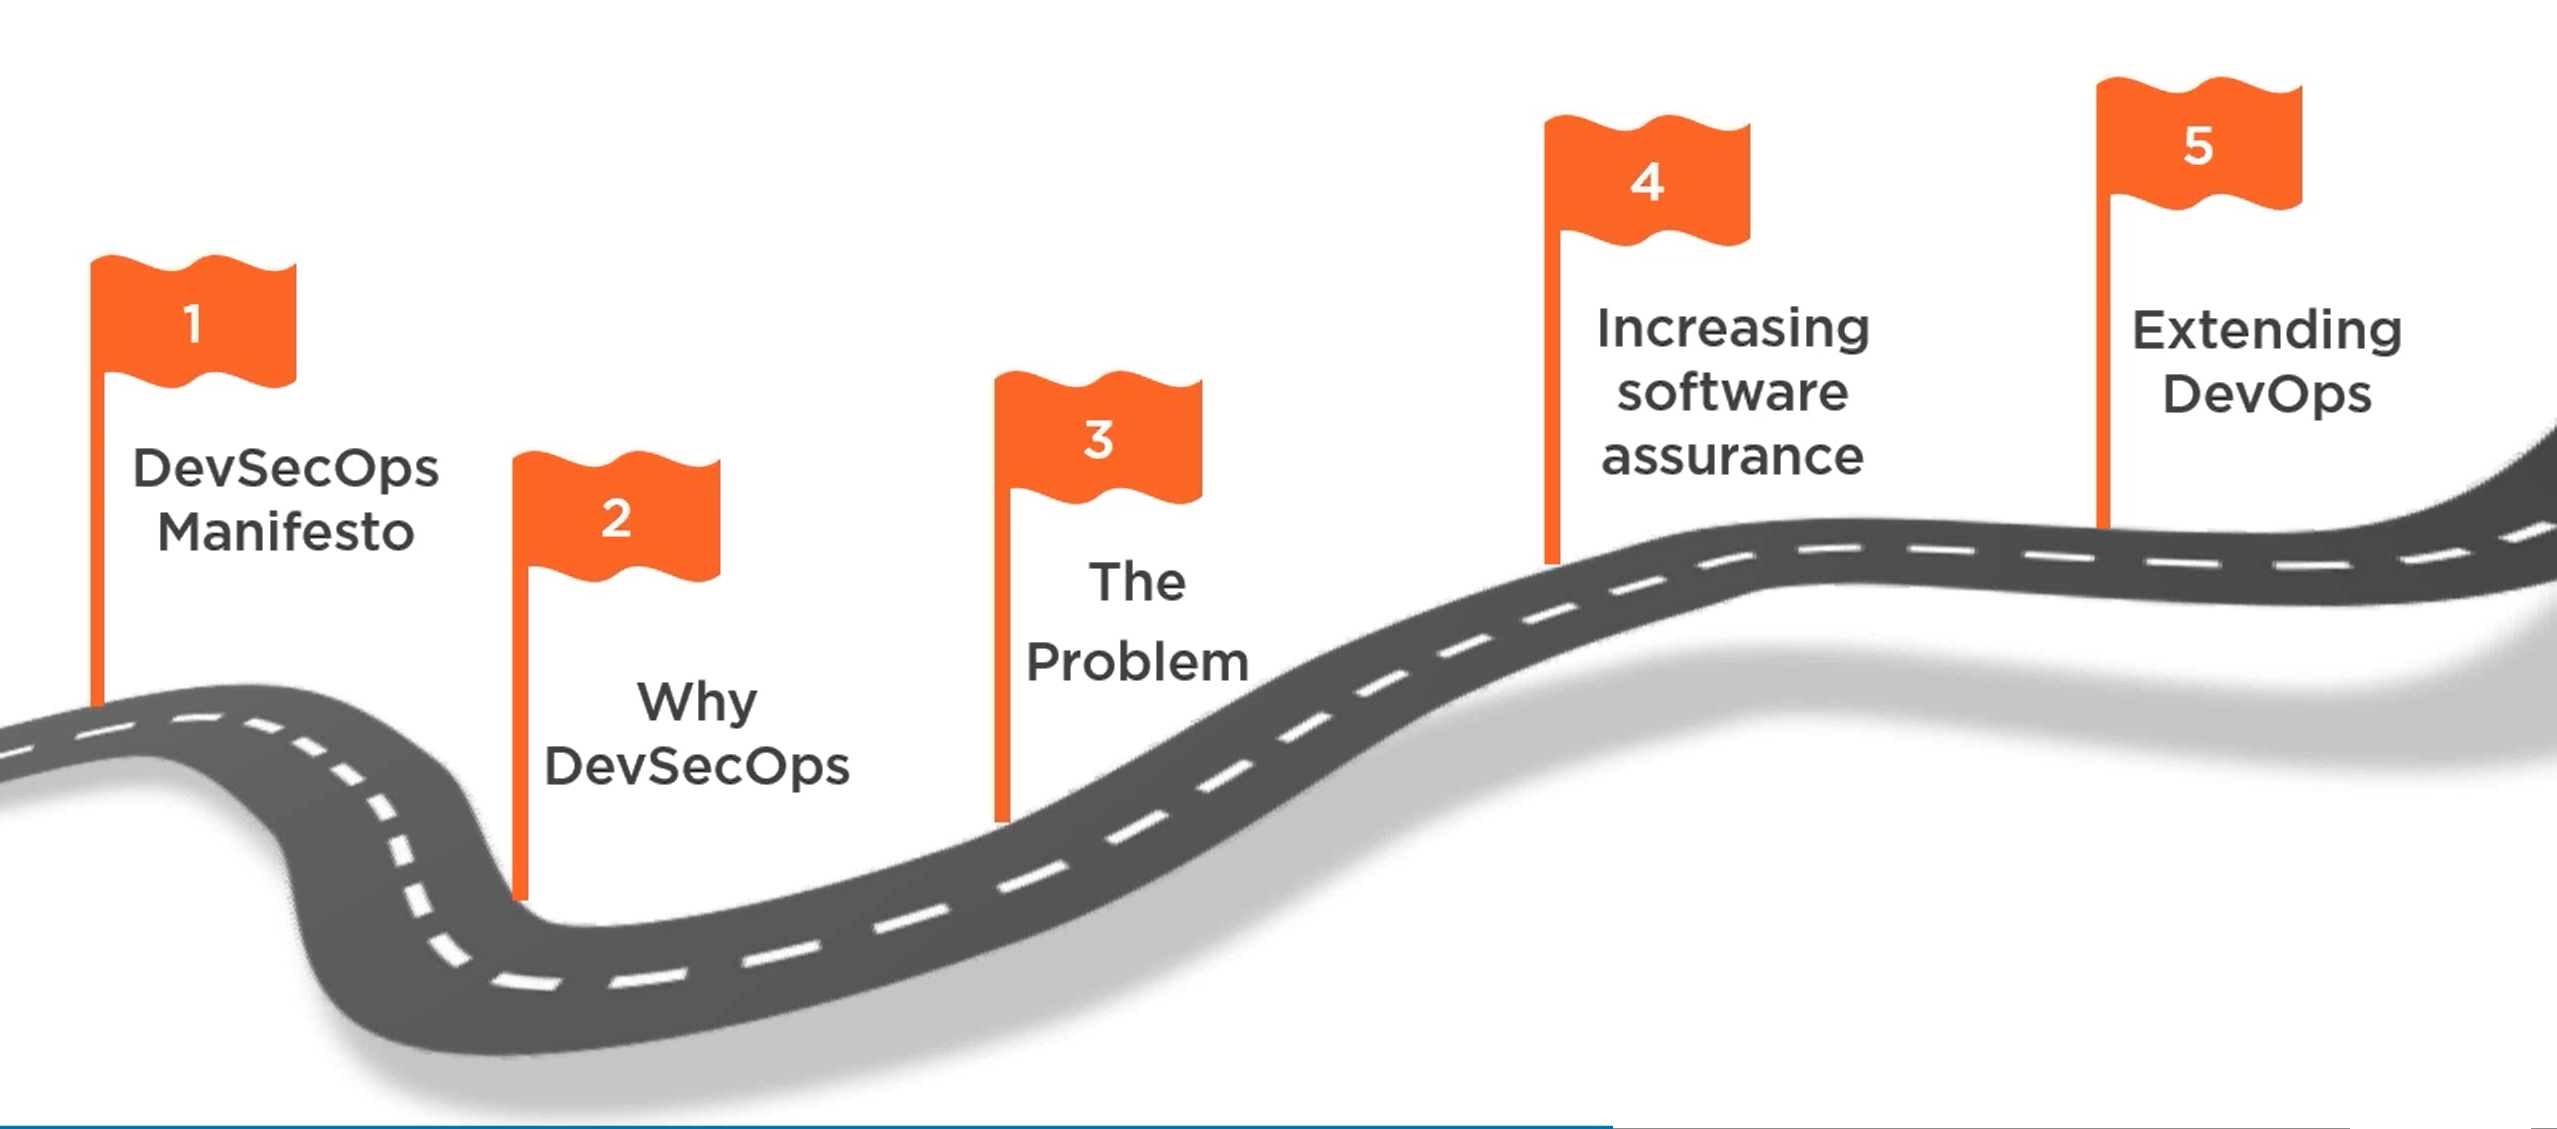 1
DevSecOps
Manifesto
2
Why
DevSecOps
3
The
Problem
4
Increasing
software
assurance
5
Extending
DevOps